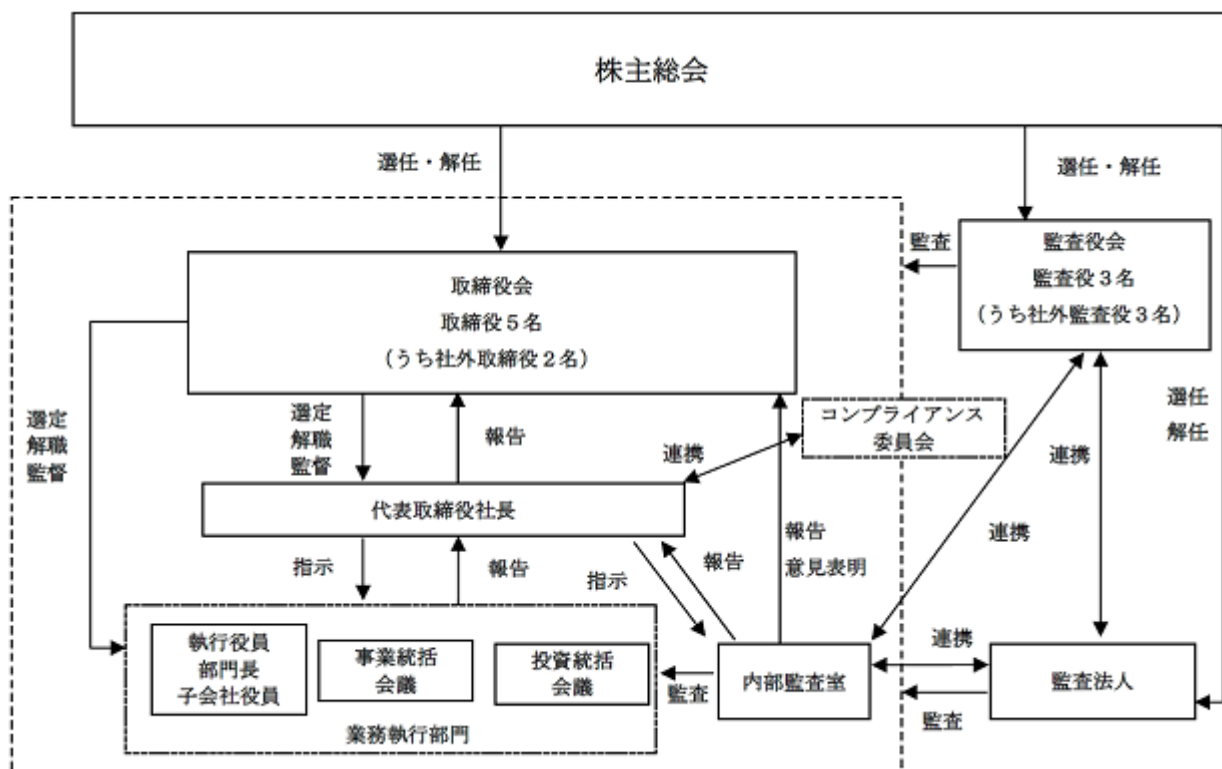 株主総会
選任・解任
選任・解任
監査役会
監査役3名
(うち社外監査役3名)
監査
取締役会
取締役5名
(うち社外取締役2名)
選定
解職
監督
選定
解職
監督
報告
連携
コンプライアンス
委員会
連携
選任
解任
代表取締役社長
指示
報告
指示
報告
報告
意見表明
連携
執行役員
部門長
子会社役員
事業統括
会議
投資統括
会議
業務執行部門
監査
内部監査室
連携
監査
監査法人